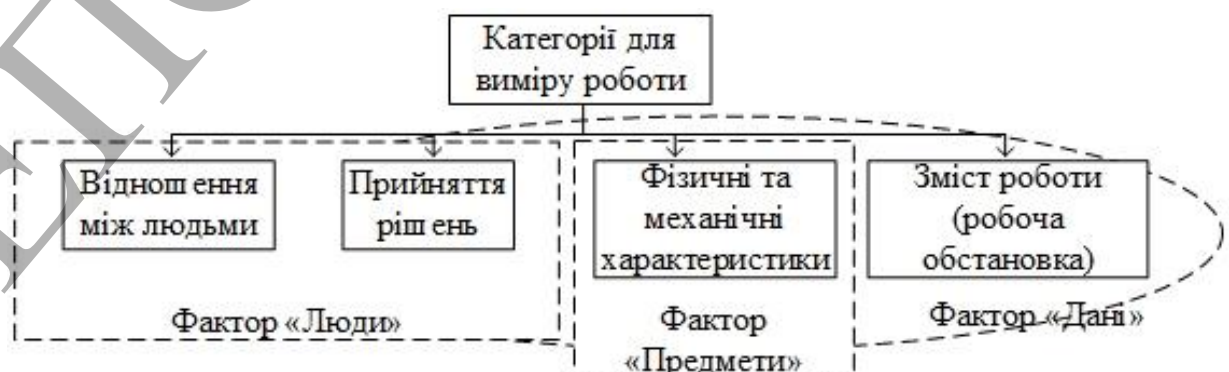 Категорії для
виміру роботи
Відношення
між людьми
Прийняття
рішень
Фізичні та
механічні
характеристики
Зміст роботи
(робоча
обстановка)
Фактор «Люди»
Фактор
«Предмети»
Фактор «Дані»